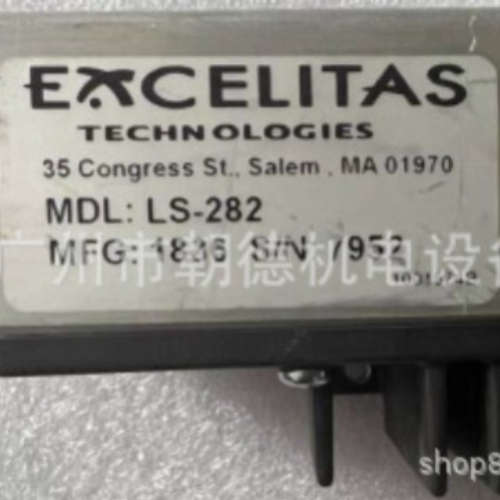 EXCELITAS
TECHNOLOGIES
35 Congress St., Salem , MA 01970
MDL: LS-282
MFG: 1836 S/N 7952
广州市朝德机电设备
shop8